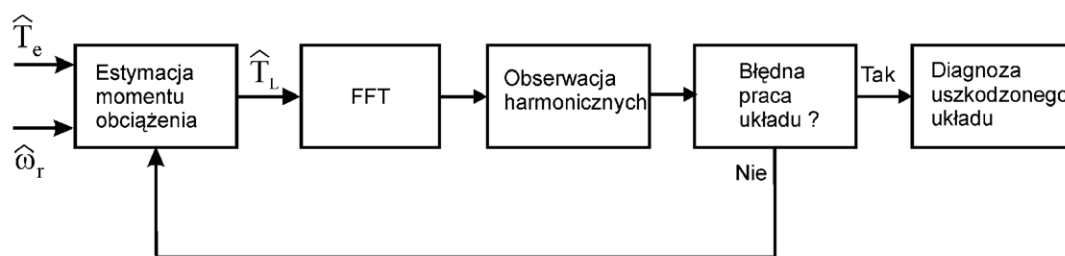 T̂e
ω̂r
Estymacja
momentu
obciążenia
T̂L
FFT
Obserwacja
harmonicznych
Błędna
praca
układu ?
Tak
Nie
Diagnoza
uszkodzonego
układu